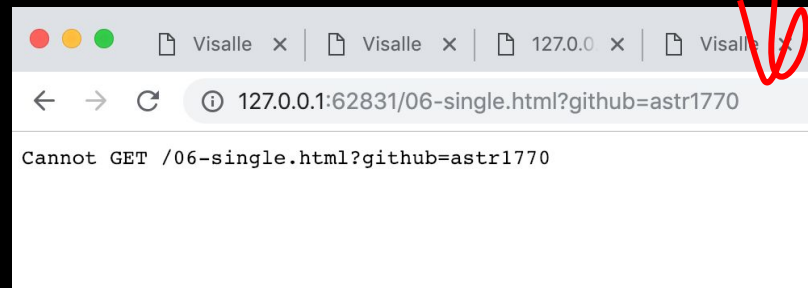 Visalle
Visalle
127.0.0
Visalle
127.0.0.1:62831/06-single.html?github=astr1770
Cannot GET /06-single.html?github=astr1770